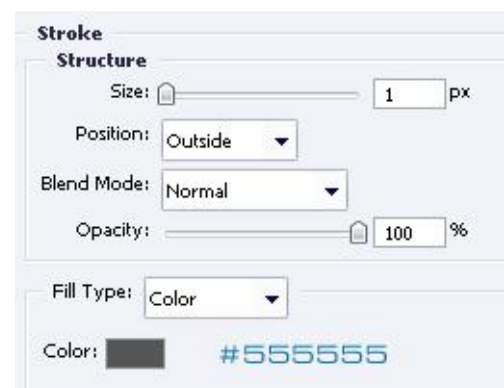 Stroke
Structure
Size: 1 px
Position: Outside
Blend Mode: Normal
Opacity: 100 %
Fill Type: Color
Color: #555555